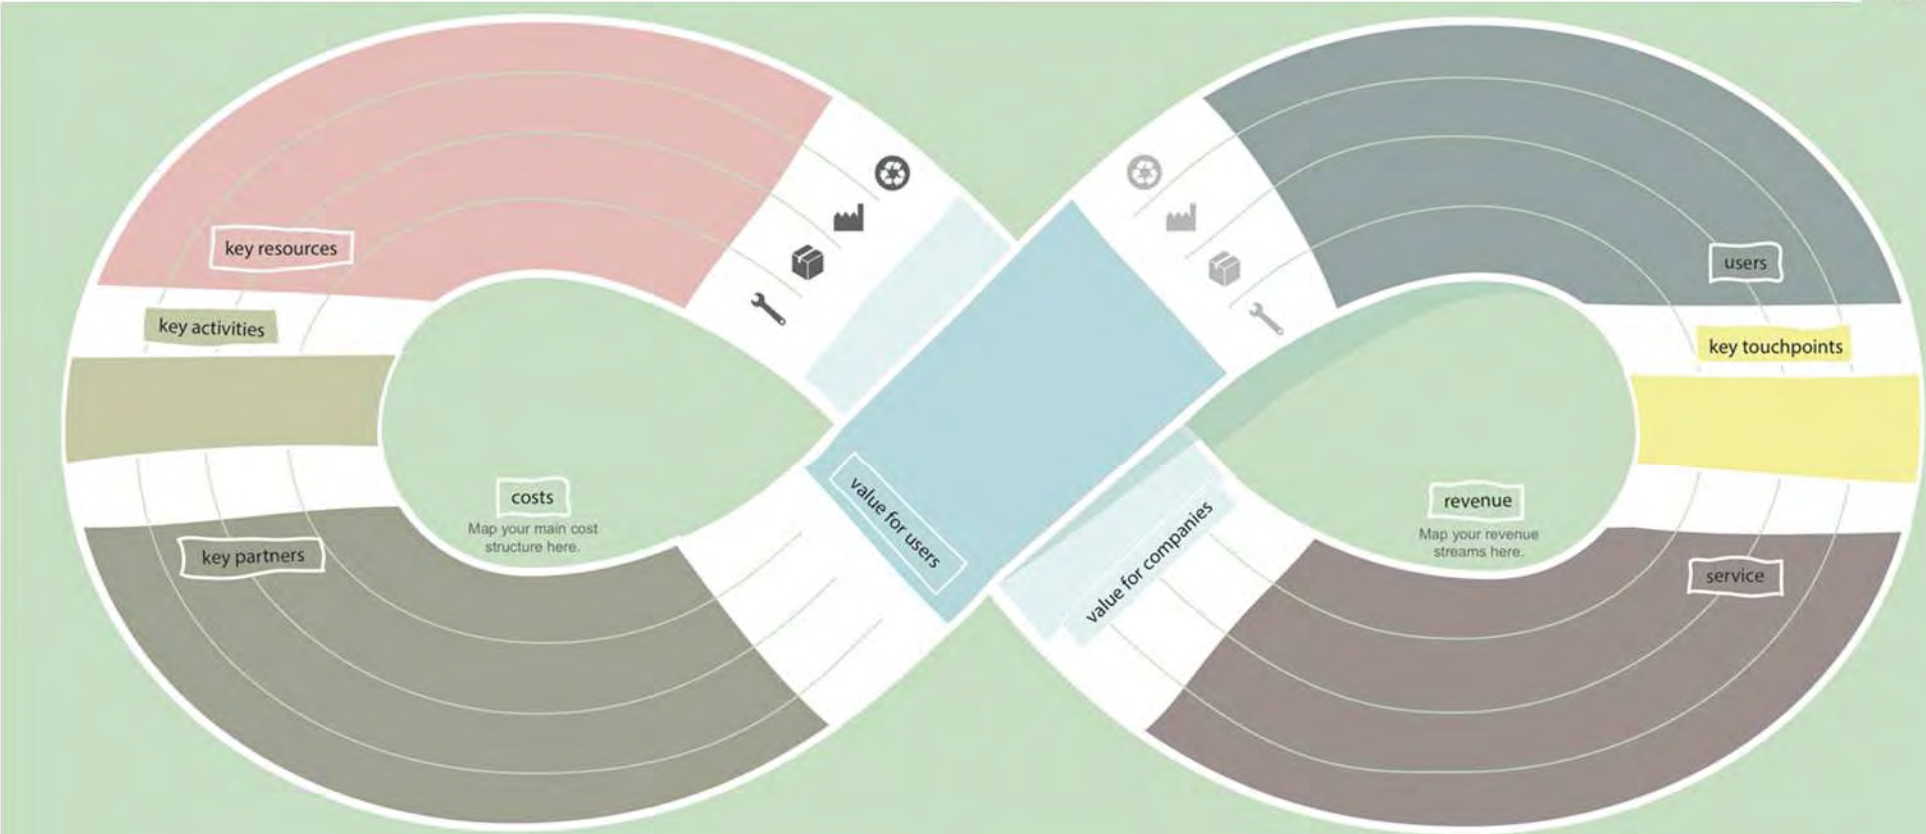 key resources
users
key activities
key touchpoints
costs
Map your main cost
structure here.
value for users
value for companies
revenue
Map your revenue
streams here.
key partners
service